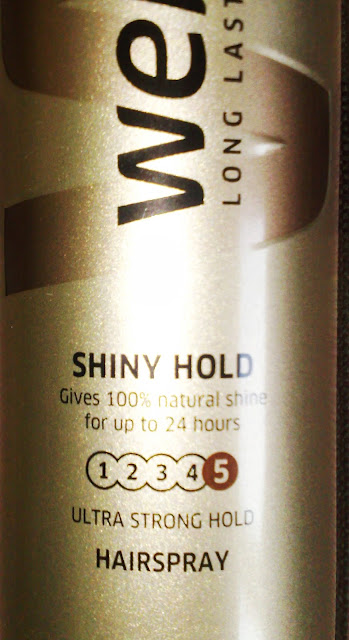 we
LONG LAST
SHINY HOLD
Gives 100% natural shine
for up to 24 hours
1 2 3 4 5
ULTRA STRONG HOLD
HAIRSPRAY